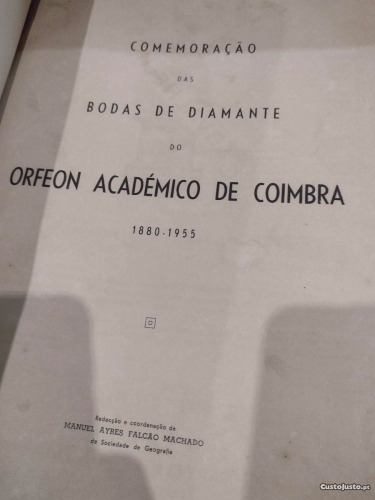 COMEMORAÇÃO
DAS
BODAS DE DIAMANTE
DO
ORFEON ACADÉMICO DE COIMBRA
1880-1955
Redacção e coordenação de
MANUEL AYRES FALCÃO MACHADO
da Sociedade de Geografia
CustoJusto.pt